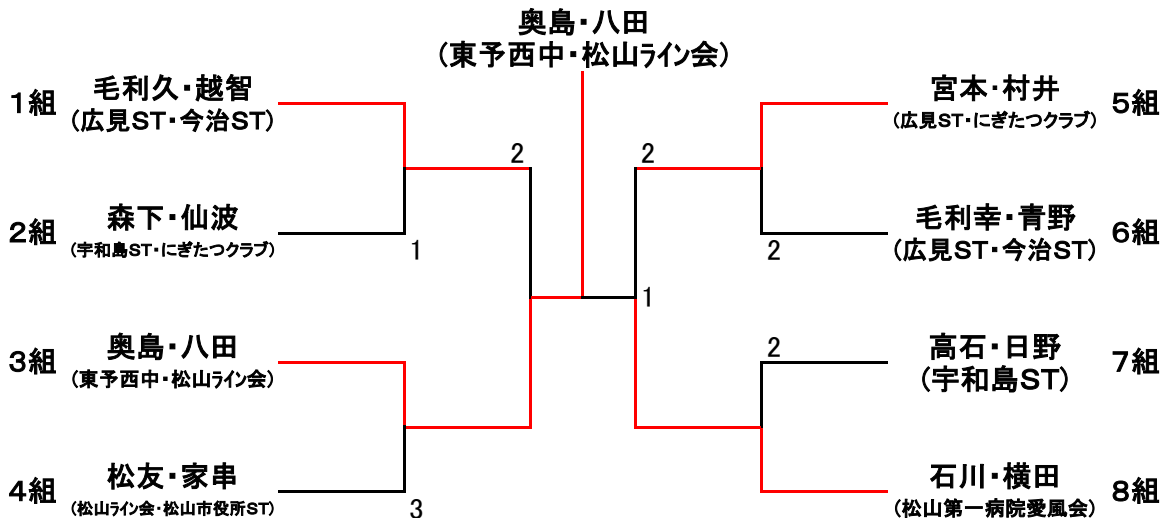 奥島・八田
(東予西中・松山ライン会)
1組
毛利久・越智
(広見ST・今治ST)
2組
森下・仙波
(宇和島ST・にぎたつクラブ)
3組
奥島・八田
(東予西中・松山ライン会)
4組
松友・家串
(松山ライン会・松山市役所ST)
2
1
3
2
2
1
2
宮本・村井
(広見ST・にぎたつクラブ)
5組
毛利幸・青野
(広見ST・今治ST)
6組
高石・日野
(宇和島ST)
7組
石川・横田
(松山第一病院愛風会)
8組